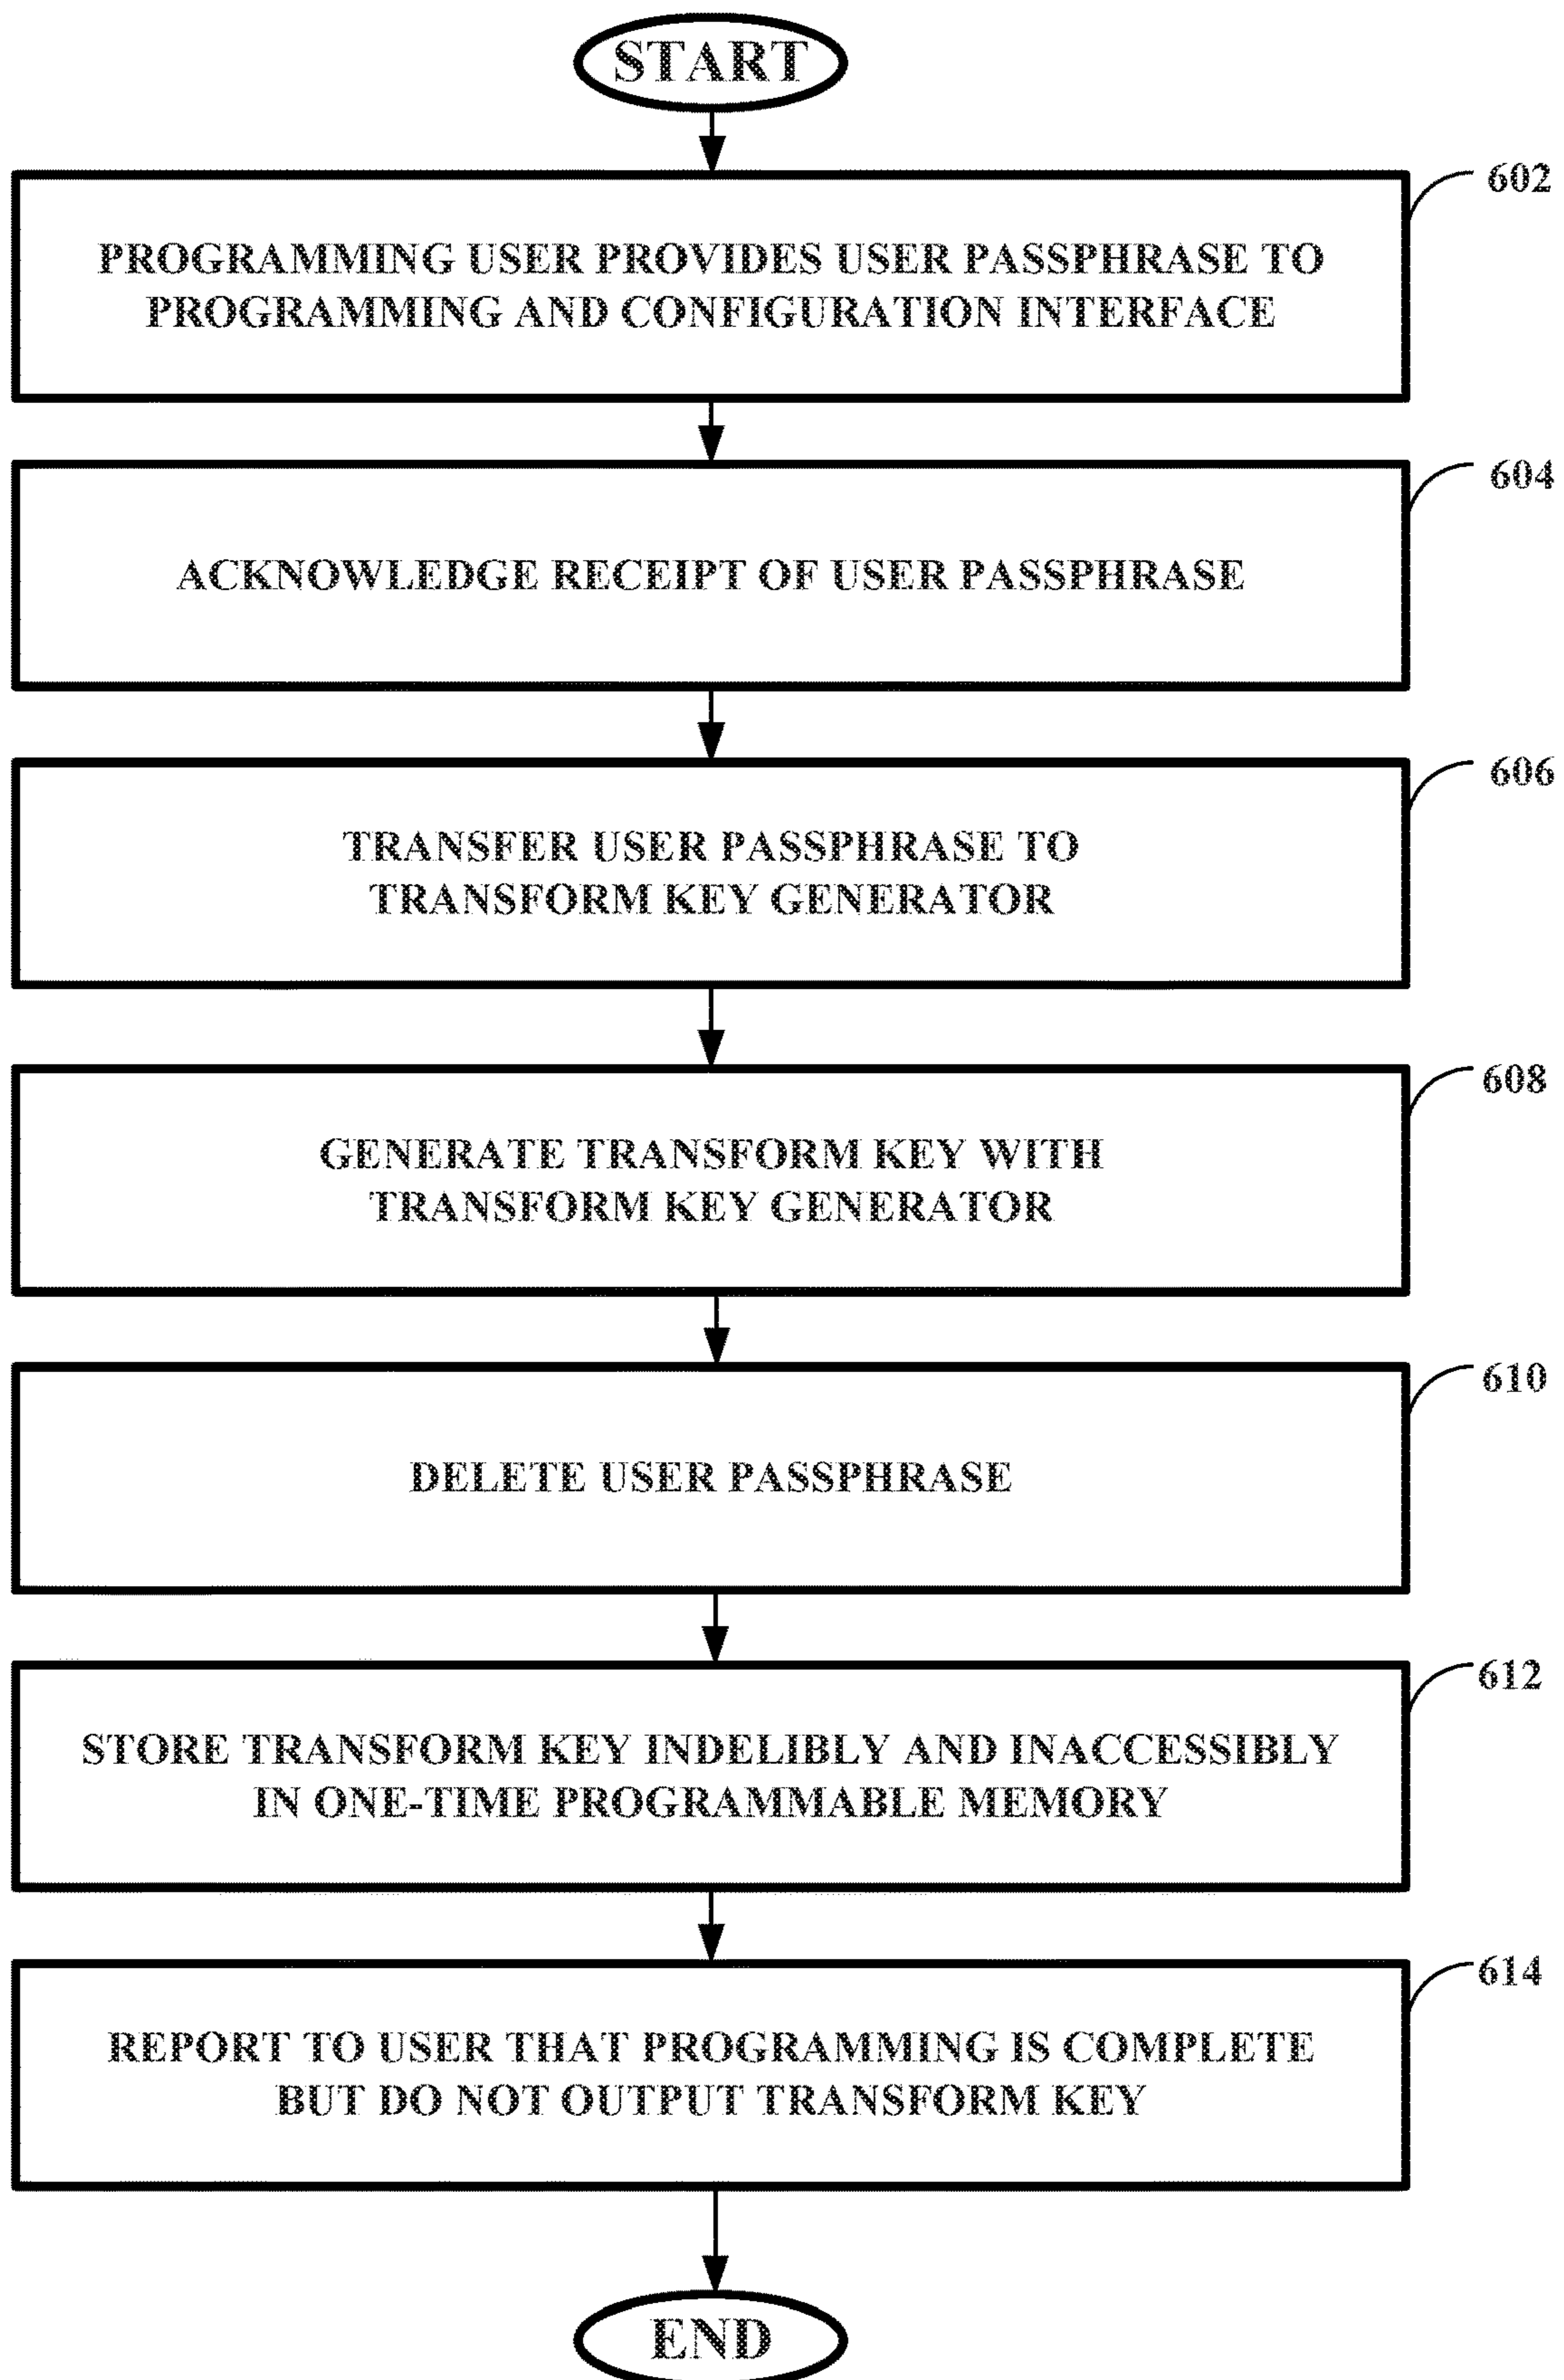 START
602
PROGRAMMING USER PROVIDES USER PASSPHRASE TO
PROGRAMMING AND CONFIGURATION INTERFACE
604
ACKNOWLEDGE RECEIPT OF USER PASSPHRASE
606
TRANSFER USER PASSPHRASE TO
TRANSFORM KEY GENERATOR
608
GENERATE TRANSFORM KEY WITH
TRANSFORM KEY GENERATOR
610
DELETE USER PASSPHRASE
612
STORE TRANSFORM KEY INDELIBLY AND INACCESSIBLY
IN ONE-TIME PROGRAMMABLE MEMORY
614
REPORT TO USER THAT PROGRAMMING IS COMPLETE
BUT DO NOT OUTPUT TRANSFORM KEY
END